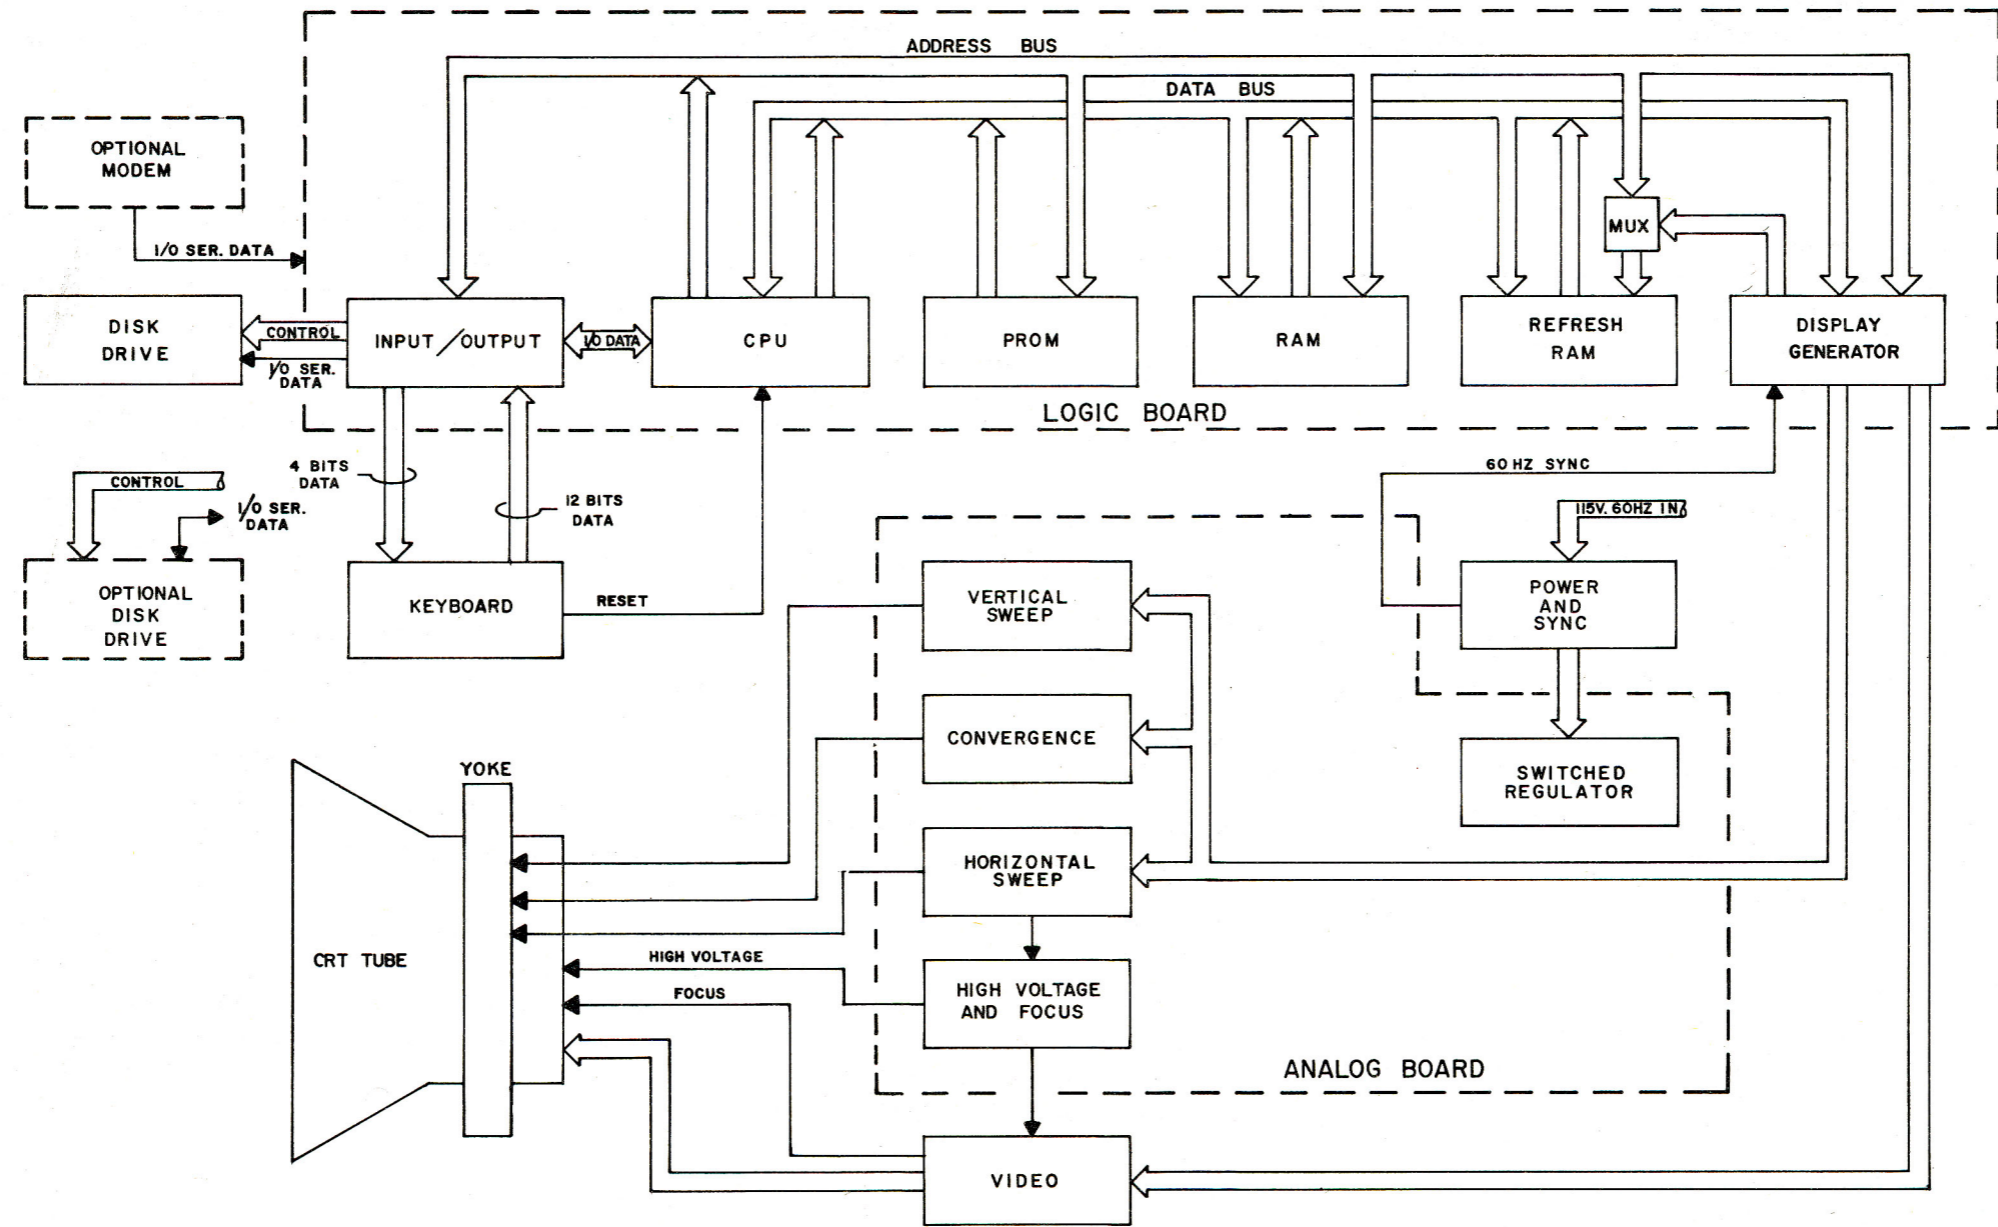 ADDRESS BUS
DATA BUS
OPTIONAL
MODEM
I/O SER. DATA
MUX
DISK
DRIVE
CONTROL
I/O SER.
DATA
INPUT/OUTPUT
I/O DATA
CPU
PROM
RAM
REFRESH
RAM
DISPLAY
GENERATOR
LOGIC BOARD
CONTROL
I/O SER.
DATA
4 BITS
DATA
12 BITS
DATA
60 HZ SYNC
115V. 60HZ IN
OPTIONAL
DISK
DRIVE
KEYBOARD
RESET
VERTICAL
SWEEP
POWER
AND
SYNC
CONVERGENCE
SWITCHED
REGULATOR
YOKE
HORIZONTAL
SWEEP
CRT TUBE
HIGH VOLTAGE
FOCUS
HIGH VOLTAGE
AND FOCUS
ANALOG BOARD
VIDEO